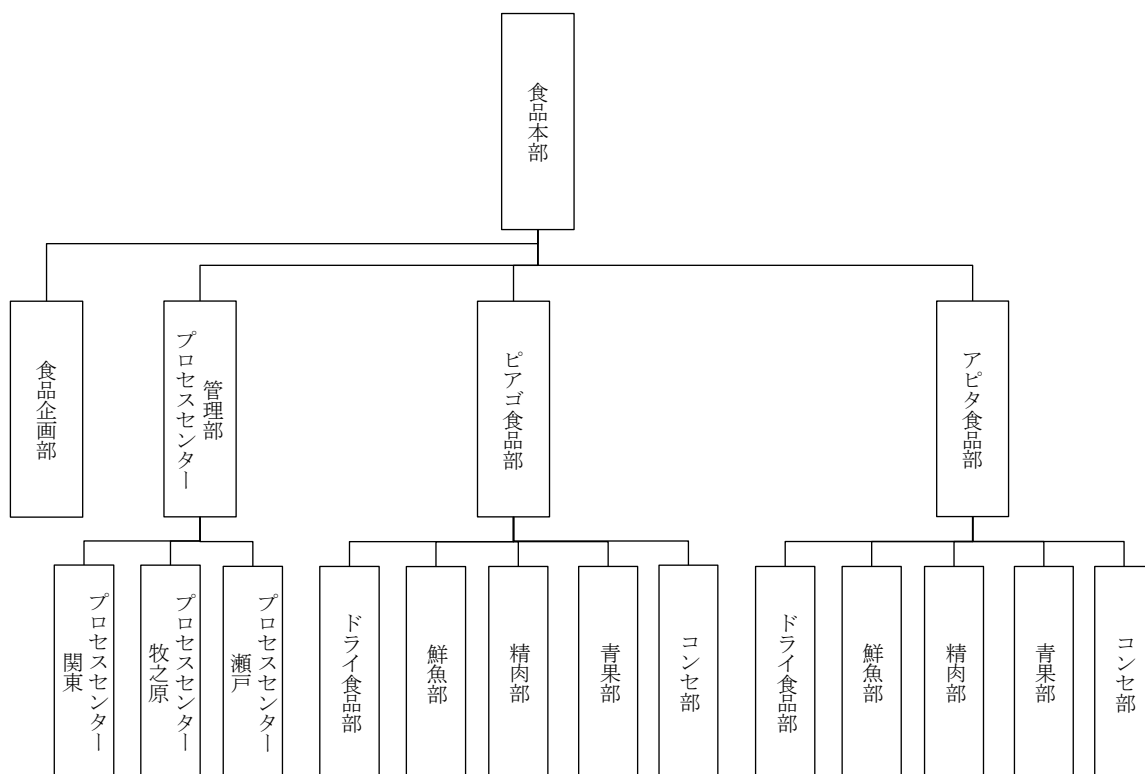 食品本部
アピタ食品部
ピアゴ食品部
管理部
プロセスセンター
食品企画部
コンセ部
青果部
精肉部
鮮魚部
ドライ食品部
コンセ部
青果部
精肉部
鮮魚部
ドライ食品部
プロセスセンター
瀬戸
プロセスセンター
牧之原
プロセスセンター
関東